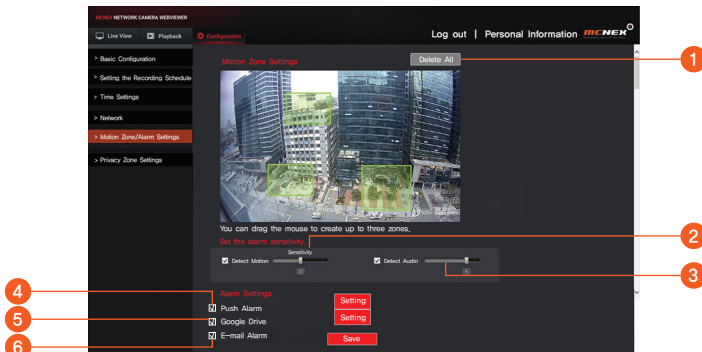 MCNEX NETWORK CAMERA WEBVIEWER
Live View Playback Configuration
Log out | Personal Information MCNEX
> Basic Configuration
> Setting the Recording Schedule
> Time Settings
> Network
> Motion Zone/Alarm Settings
> Privacy Zone Settings
Motion Zone Settings
Delete All
1
You can drag the mouse to create up to three zones,
Set the alarm sensitivity,
2
Sensitivity
Detect Motion
Detect Audio
3
Alarm Settings
4
Push Alarm
Setting
5
Google Drive
Setting
6
E-mail Alarm
Save